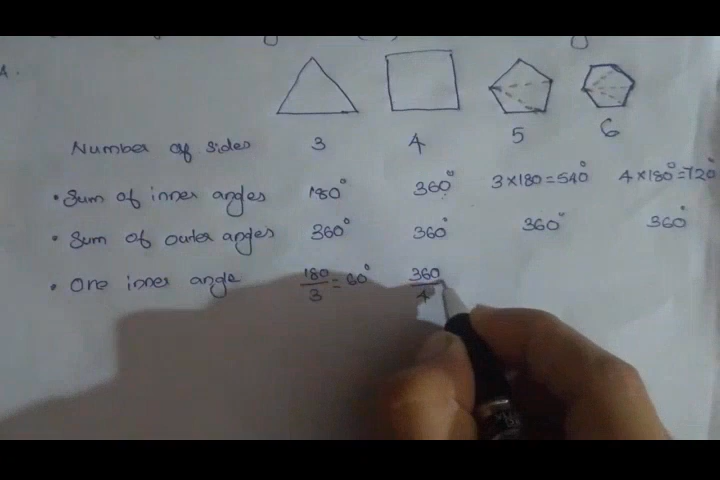 A.
Number of sides 3 4 5 6
• Sum of inner angles 180° 360° 3×180=540° 4×180°=720°
• Sum of outer angles 360° 360° 360° 360°
• One inner angle 180/3=60° 360/4